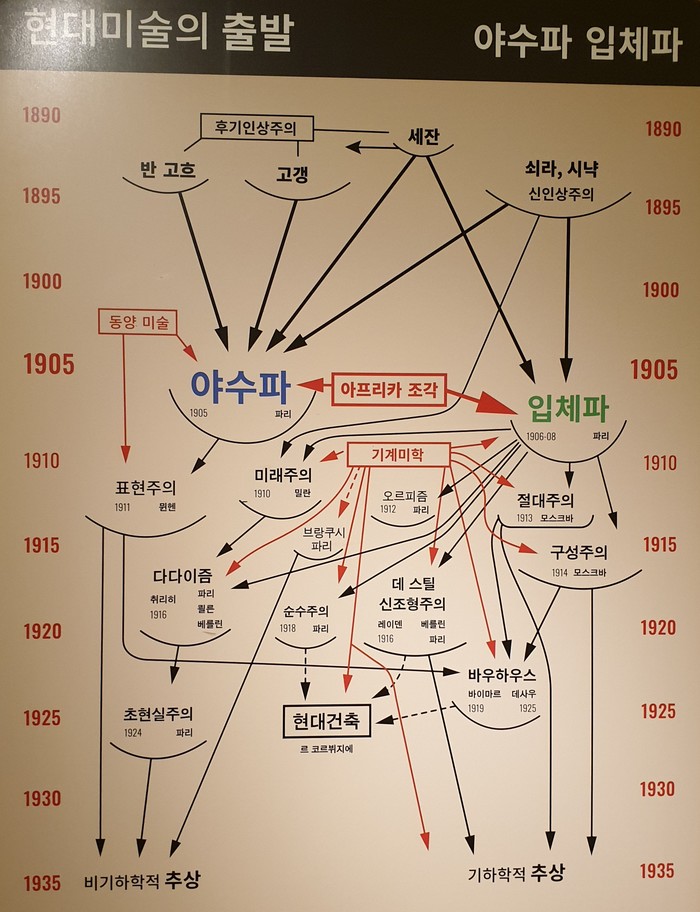 현대미술의 출발
야수파 입체파
1890
후기인상주의
세잔
1890
반 고흐
고갱
쇠라, 시냑
신인상주의
1895
1895
1900
1900
동양 미술
1905
1905
야수파
1905 파리
아프리카 조각
입체파
1906-08 파리
1910
기계미학
1910
표현주의
1911 뮌헨
미래주의
1910 밀란
오르피즘
1912 파리
절대주의
1913 모스크바
1915
브랑쿠시
파리
구성주의
1914 모스크바
1915
다다이즘
취리히 파리
1916 퀼른
베를린
순수주의
1918 파리
데 스틸
신조형주의
레이덴 베를린
1916 파리
1920
1920
바우하우스
바이마르 데사우
1919 1925
초현실주의
1924 파리
현대건축
르 코르뷔지에
1925
1925
1930
1930
1935
비기하학적 추상
기하학적 추상
1935